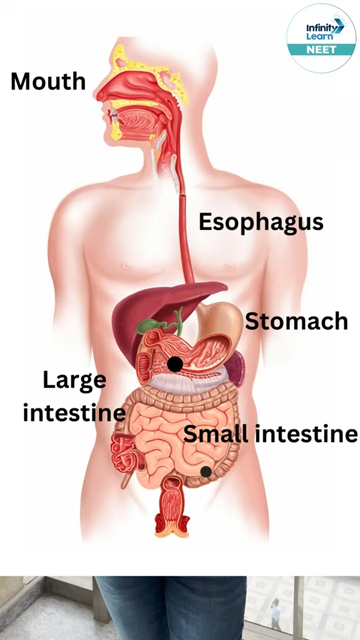 Infinity
Learn
NEET
Mouth
Esophagus
Stomach
Large
intestine
Small intestine